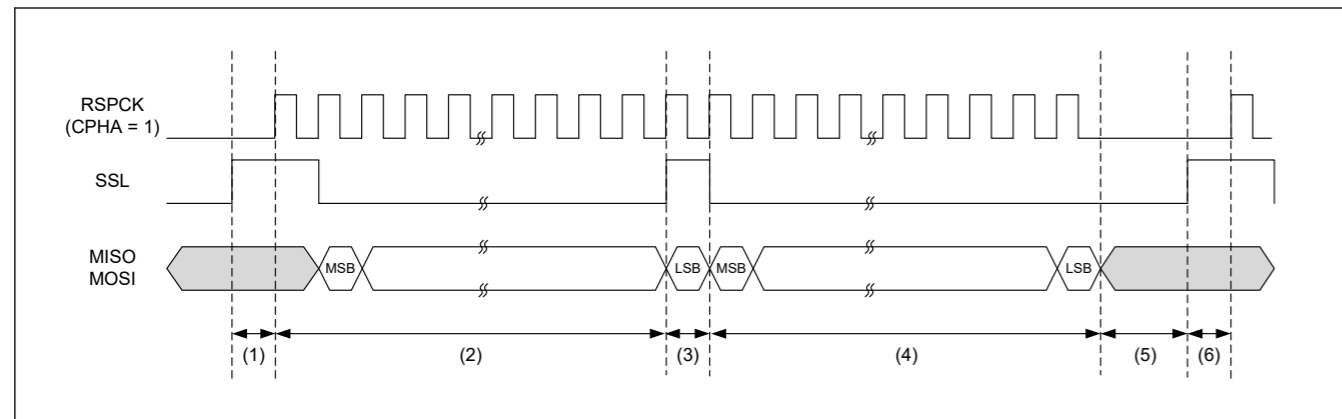 RSPCK
(CPHA = 1)
SSL
MISO
MOSI
MSB
LSB
MSB
LSB
(1)
(2)
(3)
(4)
(5)
(6)